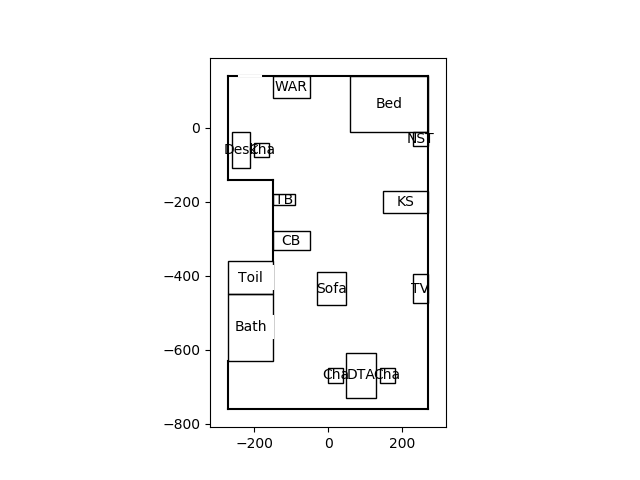 WAR
Bed
0
NST
Desk
Cha
TB
KS
−200
CB
Toil
Sofa
TV
−400
Bath
−600
Cha
DTA
Cha
−800
−200
0
200